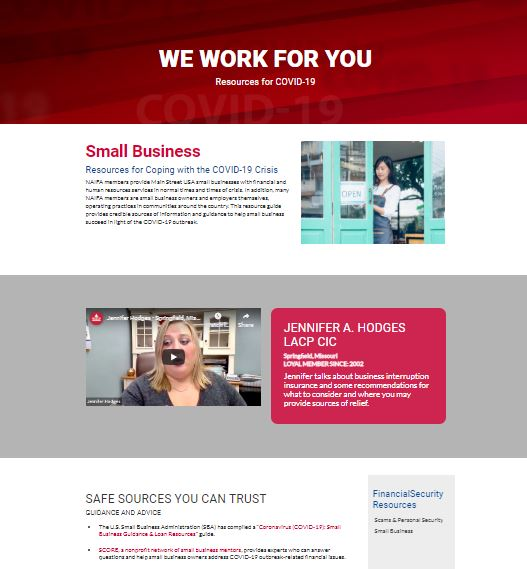 WE WORK FOR YOU
Resources for COVID-19
COVID-19
19
Small Business
Resources for Coping with the COVID-19 Crisis
NAIFA members provide Main Street USA small businesses with financial and
human resources services in normal times and times of crisis. In addition, many
NAIFA members are small business owners and employers themselves,
operating practices in communities around the country. This resource guide
provides credible sources of information and guidance to help small business
succeed in light of the COVID-19 outbreak.
OPEN
Jennifer Hodges - Springfield, Mis...
Share
Jennifer Hodges
JENNIFER A. HODGES
LACP CIC
Springfield, Missouri
LOYAL MEMBER SINCE: 2002
Jennifer talks about business interruption
insurance and some recommendations for
what to consider and where you may
provide sources of relief.
SAFE SOURCES YOU CAN TRUST
GUIDANCE AND ADVICE
The U.S. Small Business Administration (SBA) has compiled a "Coronavirus (COVID-19): Small
Business Guidance & Loan Resources" guide.
SCORE, a nonprofit network of small business mentors, provides experts who can answer
questions and help small business owners address COVID-19 outbreak-related financial issues.
FinancialSecurity
Resources
Scams & Personal Security
Small Business